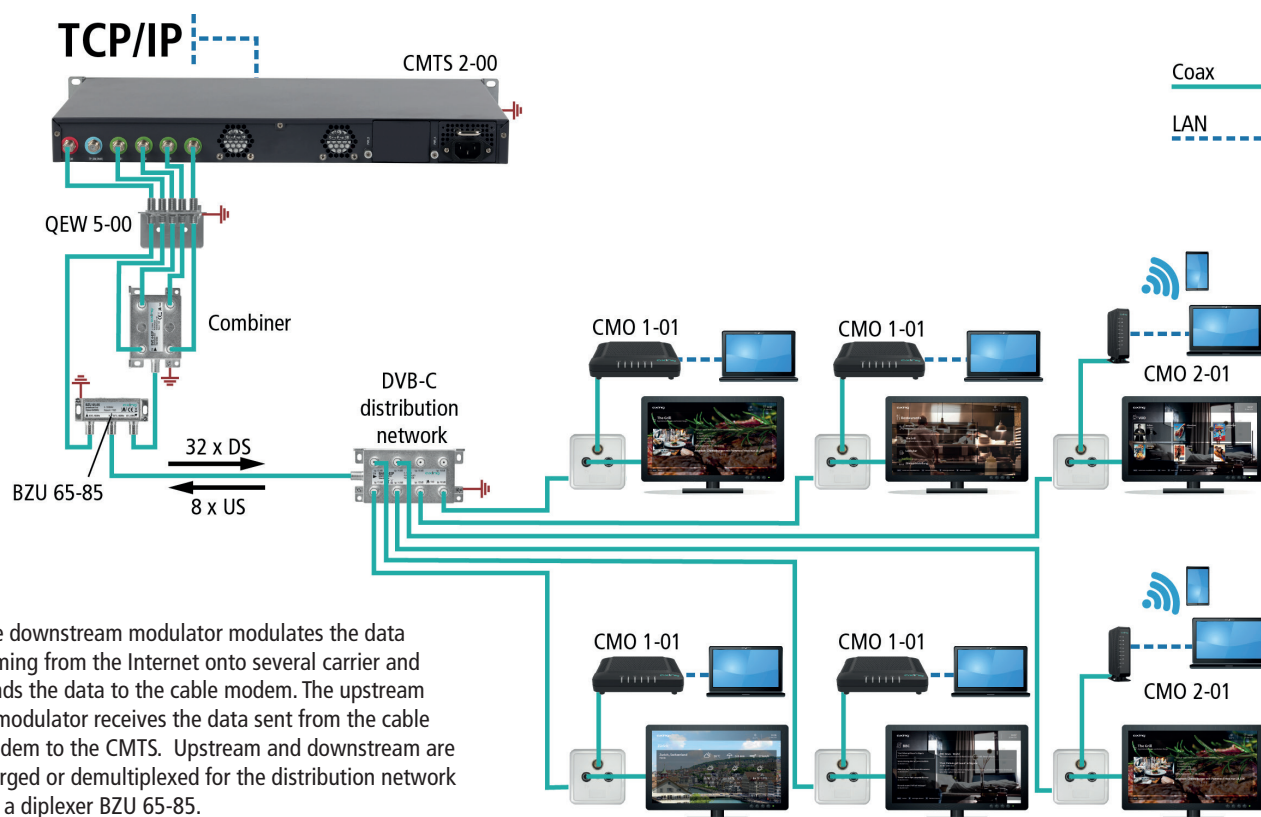 TCP/IP
CMTS 2-00
Coax
LAN
QEW 5-00
Combiner
CMO 1-01
CMO 1-01
CMO 2-01
DVB-C
distribution
network
32 x DS
8 x US
BZU 65-85
CMO 1-01
CMO 1-01
CMO 2-01
e downstream modulator modulates the data
ming from the Internet onto several carrier and
nds the data to the cable modem. The upstream
modulator receives the data sent from the cable
dem to the CMTS. Upstream and downstream are
rged or demultiplexed for the distribution network
a diplexer BZU 65-85.
The Grill
The Grill